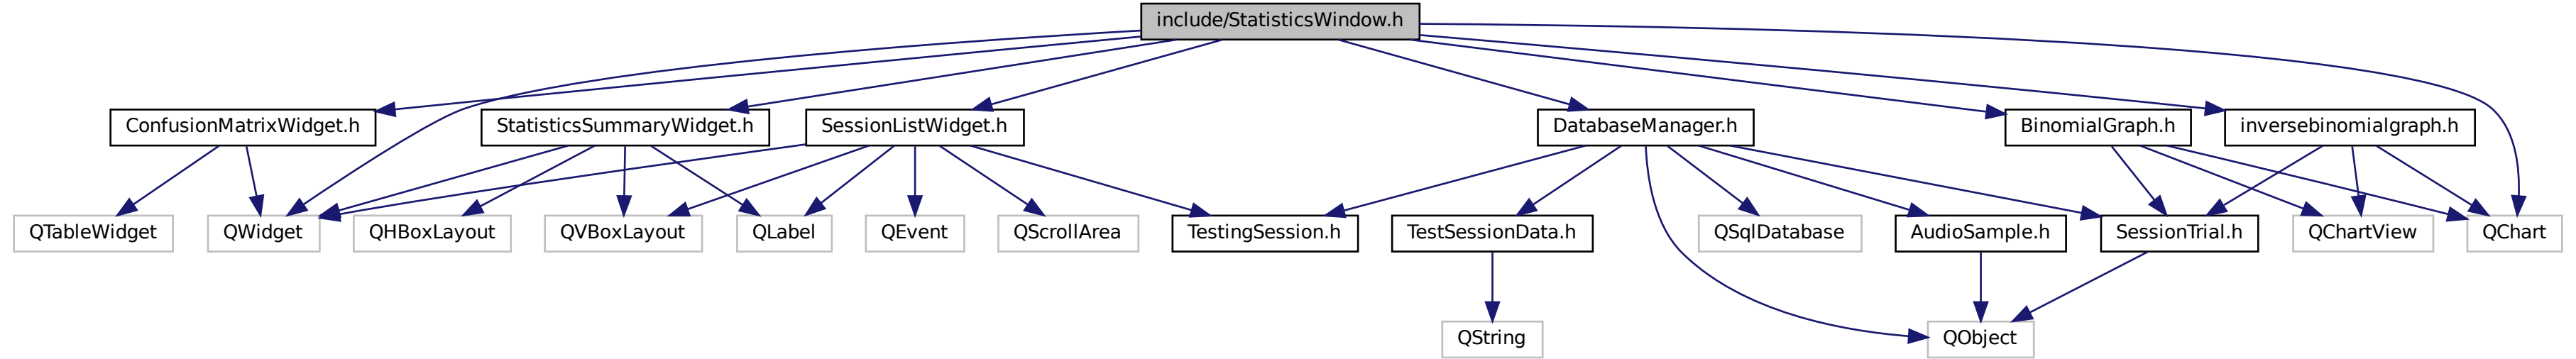 include/StatisticsWindow.h
ConfusionMatrixWidget.h
StatisticsSummaryWidget.h
SessionListWidget.h
DatabaseManager.h
BinomialGraph.h
inversebinomialgraph.h
QTableWidget
QWidget
QHBoxLayout
QVBoxLayout
QLabel
QEvent
QScrollArea
TestingSession.h
TestSessionData.h
QSqlDatabase
AudioSample.h
SessionTrial.h
QChartView
QChart
QString
QObject